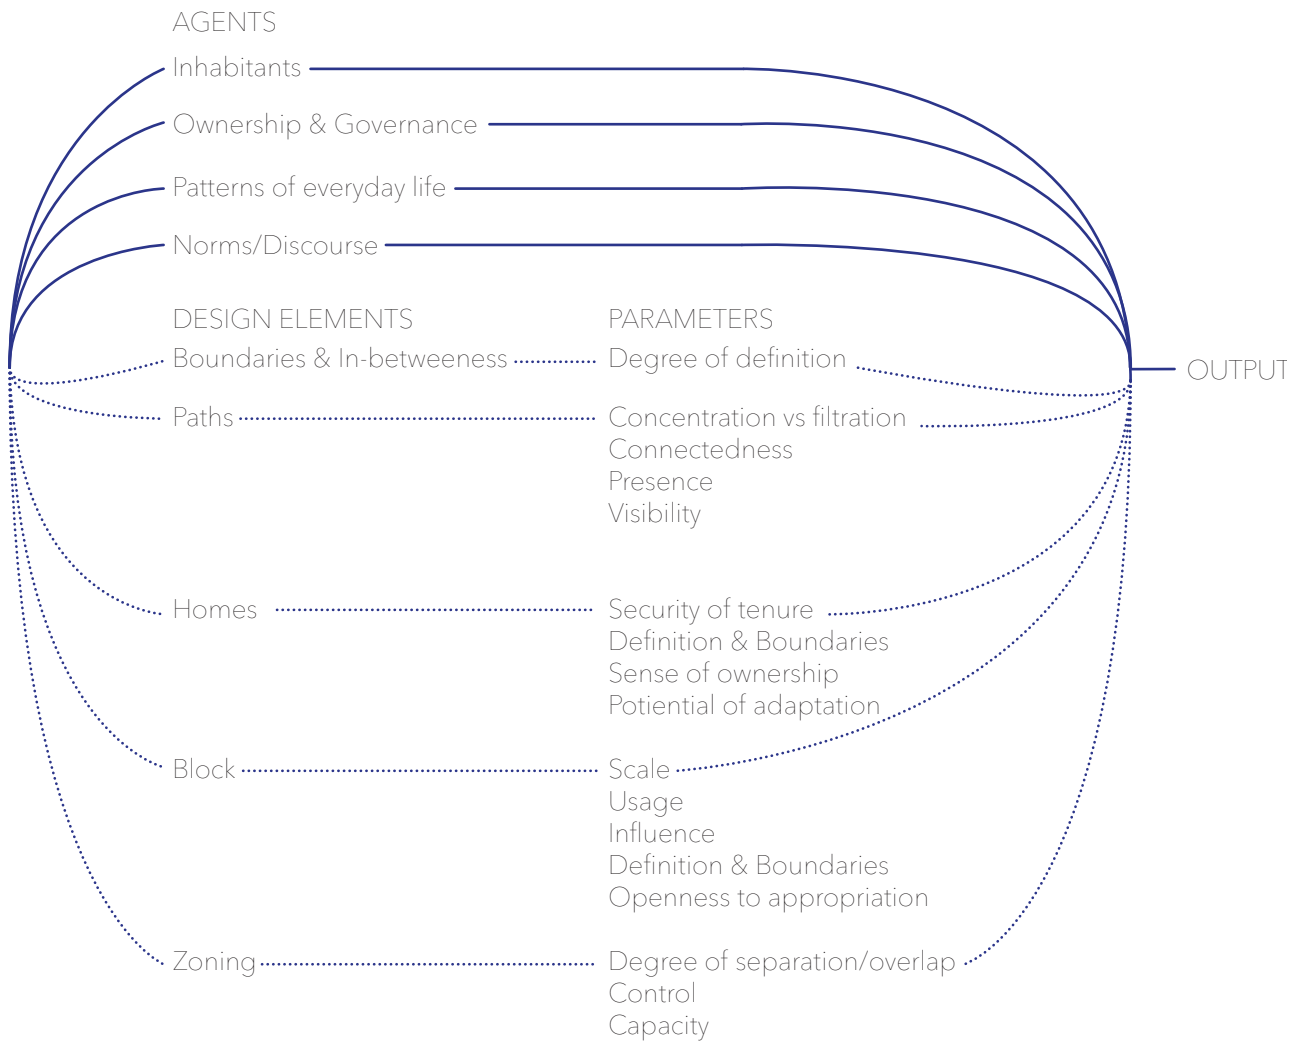 AGENTS
Inhabitants
Ownership & Governance
Patterns of everyday life
Norms/Discourse
DESIGN ELEMENTS
PARAMETERS
Boundaries & In-betweeness
Degree of definition
OUTPUT
Paths
Concentration vs filtration
Connectedness
Presence
Visibility
Homes
Security of tenure
Definition & Boundaries
Sense of ownership
Potiential of adaptation
Block
Scale
Usage
Influence
Definition & Boundaries
Openness to appropriation
Zoning
Degree of separation/overlap
Control
Capacity